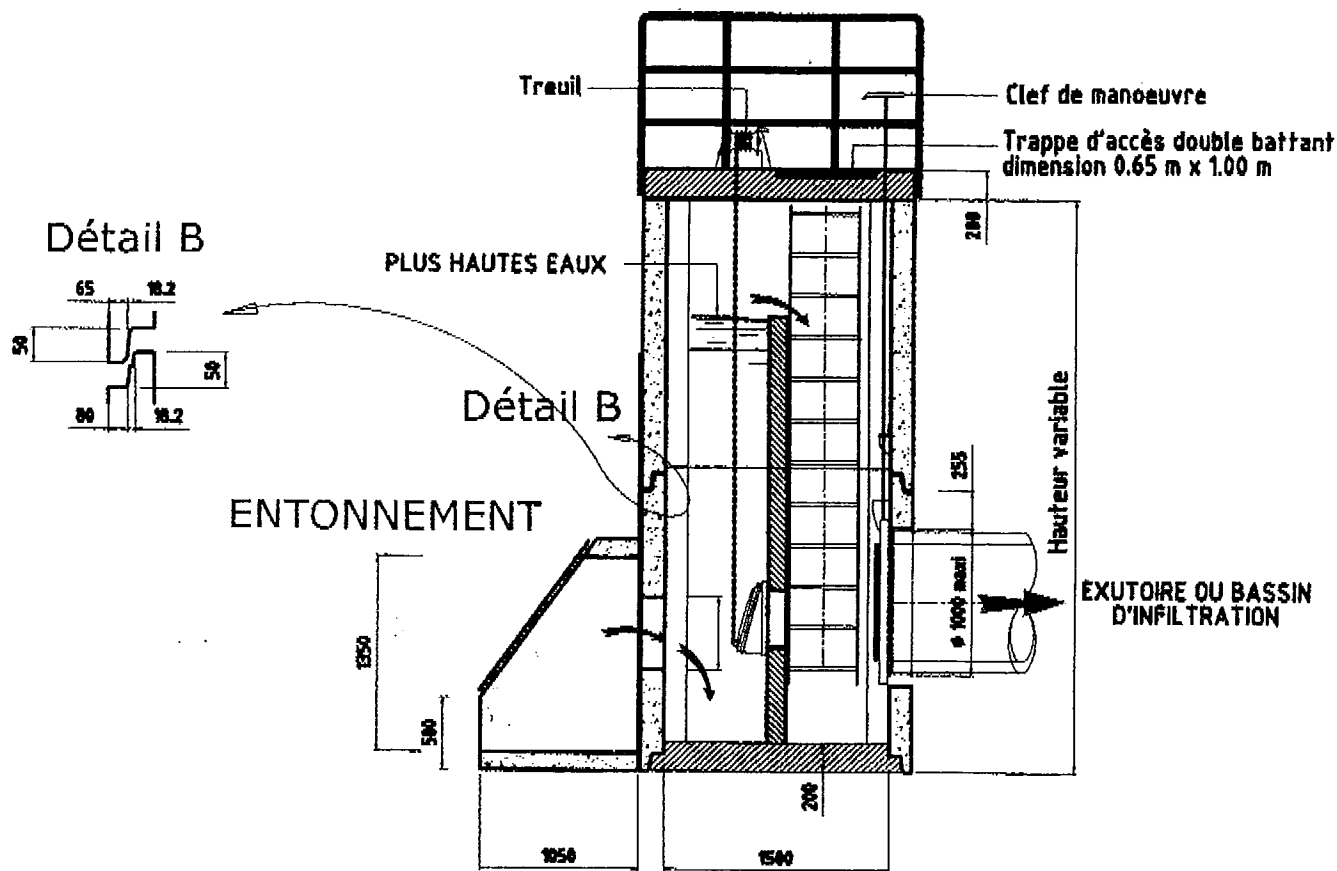 Treuil
Clef de manoeuvre
Trappe d'accès double battant
dimension 0.65 m x 1.00 m
200
Détail B
65
18.2
50
50
80
18.2
PLUS HAUTES EAUX
Détail B
ENTONNEMENT
Hauteur variable
255
ϕ 1000 maxi
EXUTOIRE OU BASSIN
D'INFILTRATION
1350
500
200
1050
1500